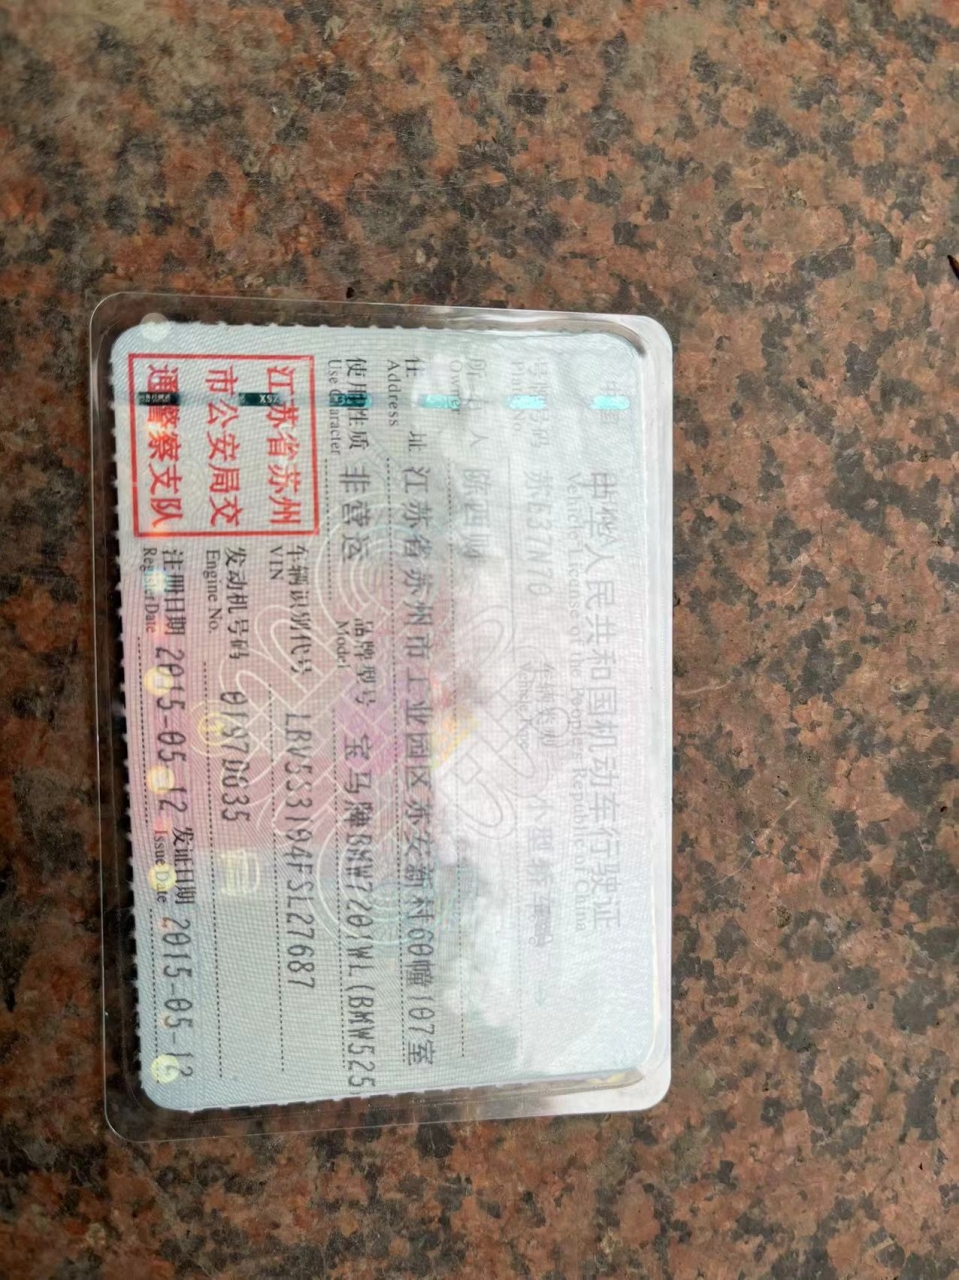 中华人民共和国机动车行驶证
Vehicle License of the People's Republic of China
号牌号码 苏E37N70 车辆类型 小型轿车
Vehicle Type
所有人 陈四
Owner
住 址 江苏省苏州市工业园区苏安新村60幢107室
Address
使用性质 非营运 品牌型号 宝马牌BMW7201WL(BMW525
Use Character Model
江苏省苏州
市公安局交
通警察支队
车辆识别代号 LBV5S3104FSL27687
VIN
发动机号码 0197D635
Engine No.
注册日期 2015-05-12 发证日期 2015-05-12
Register Date Issue Date